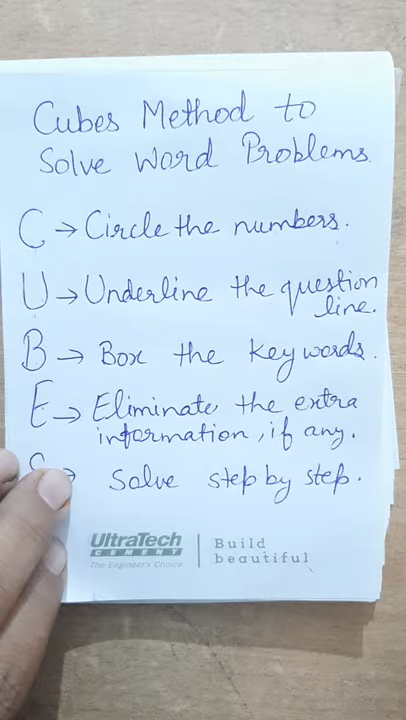 Cubes Method to
Solve Word Problems.
C → Circle the numbers.
U → Underline the question
line.
B → Box the keywords.
E → Eliminate the extra
information, if any.
S → Solve step by step.
UltraTech
CEMENT
The Engineer's Choice
Build
beautiful